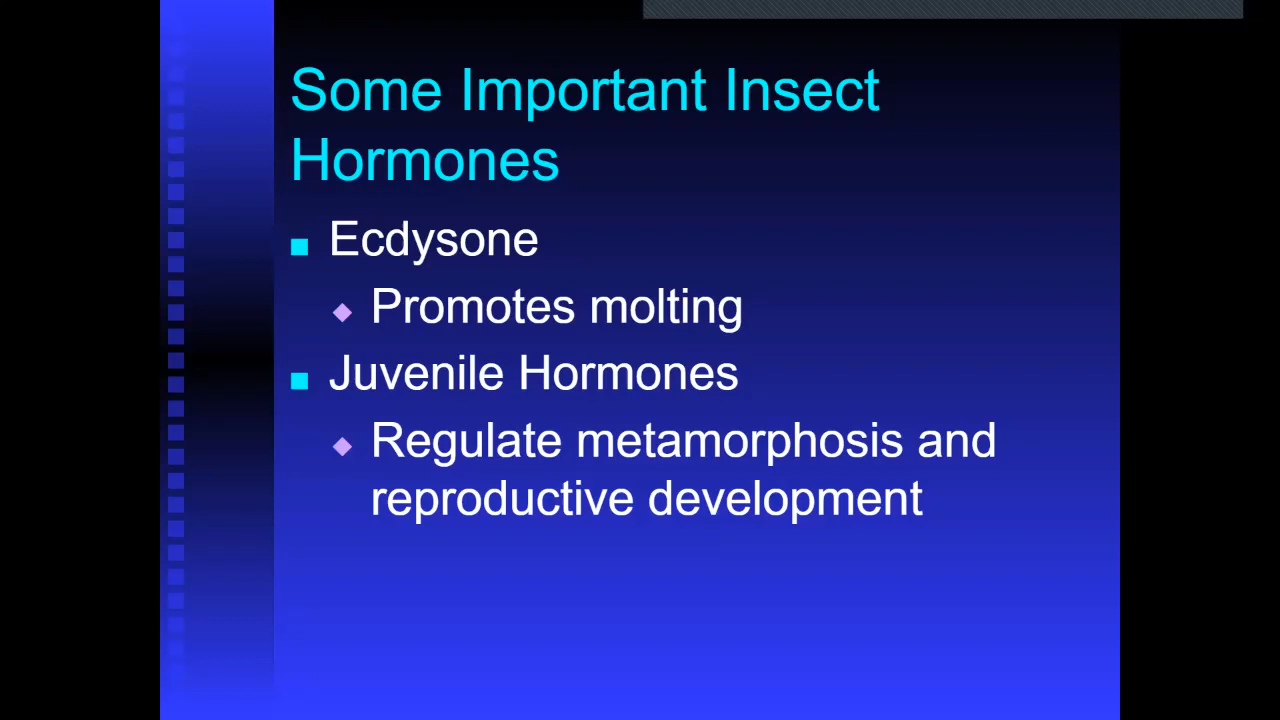 Some Important Insect
Hormones
Ecdysone
Promotes molting
Juvenile Hormones
Regulate metamorphosis and
reproductive development